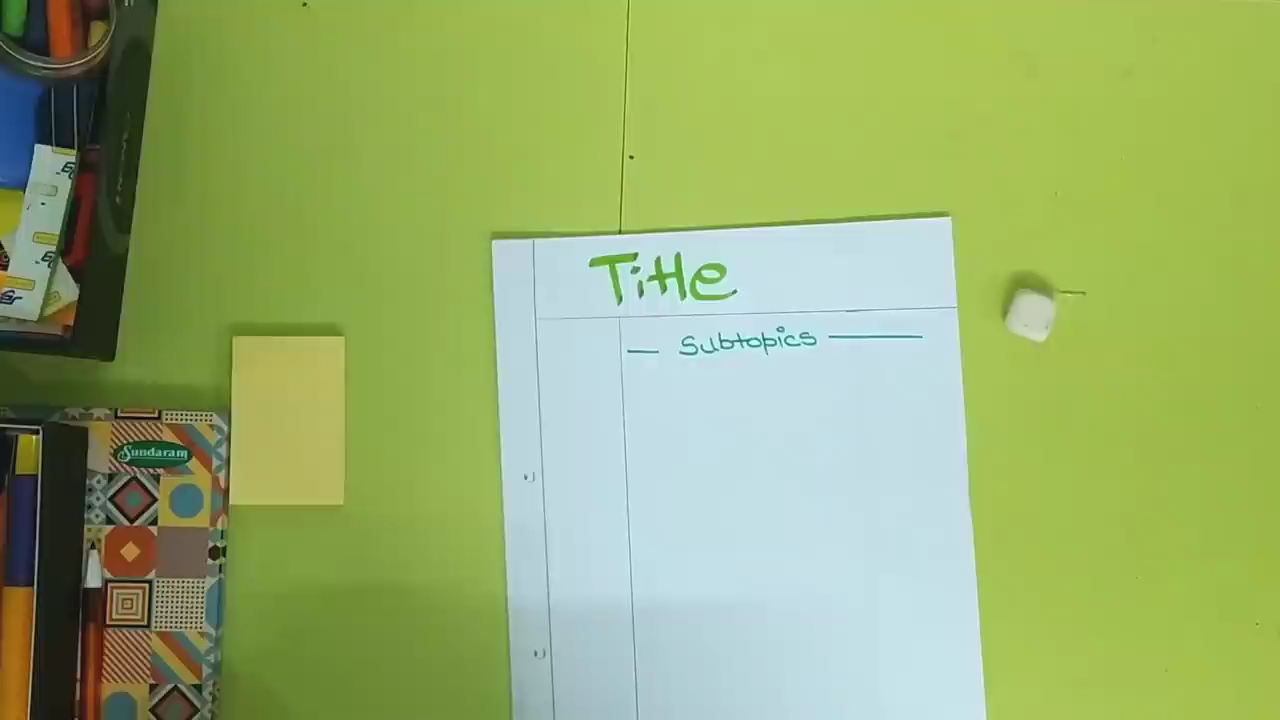 Title
— Subtopics ———
Sundaram